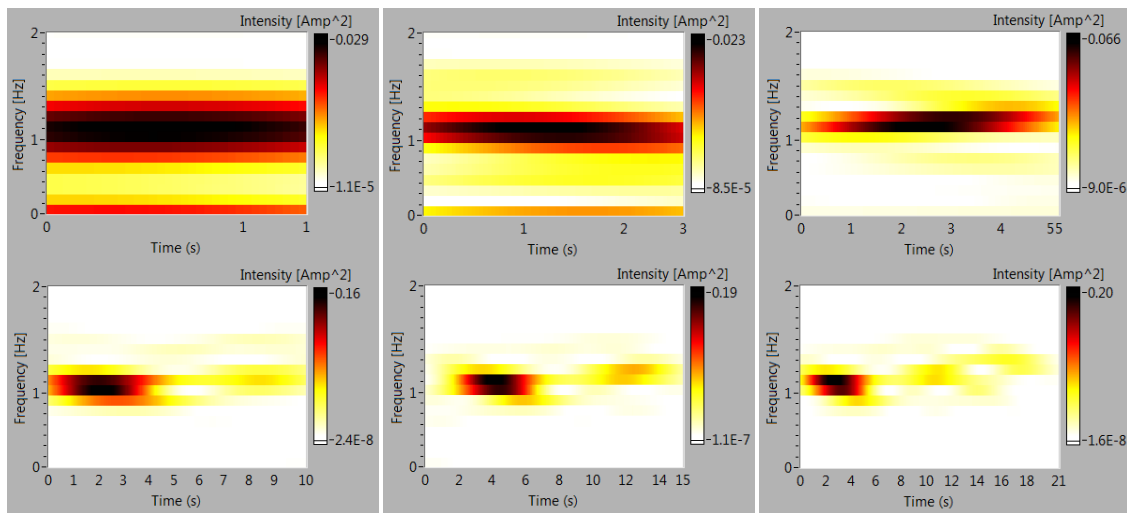 Intensity [Amp^2]
2
0.029
Frequency [Hz]
1
1.1E-5
0
0 1 1
Time (s)
Intensity [Amp^2]
2
0.023
Frequency [Hz]
1
8.5E-5
0
0 1 2 3
Time (s)
Intensity [Amp^2]
2
0.066
Frequency [Hz]
1
9.0E-6
0
0 1 2 3 4 55
Time (s)
Intensity [Amp^2]
2
0.16
Frequency [Hz]
1
2.4E-8
0
0 1 2 3 4 5 6 7 8 10
Time (s)
Intensity [Amp^2]
2
0.19
Frequency [Hz]
1
1.1E-7
0
0 2 4 6 8 10 12 14 15
Time (s)
Intensity [Amp^2]
2
0.20
Frequency [Hz]
1
1.6E-8
0
0 2 4 6 8 10 12 14 16 18 21
Time (s)